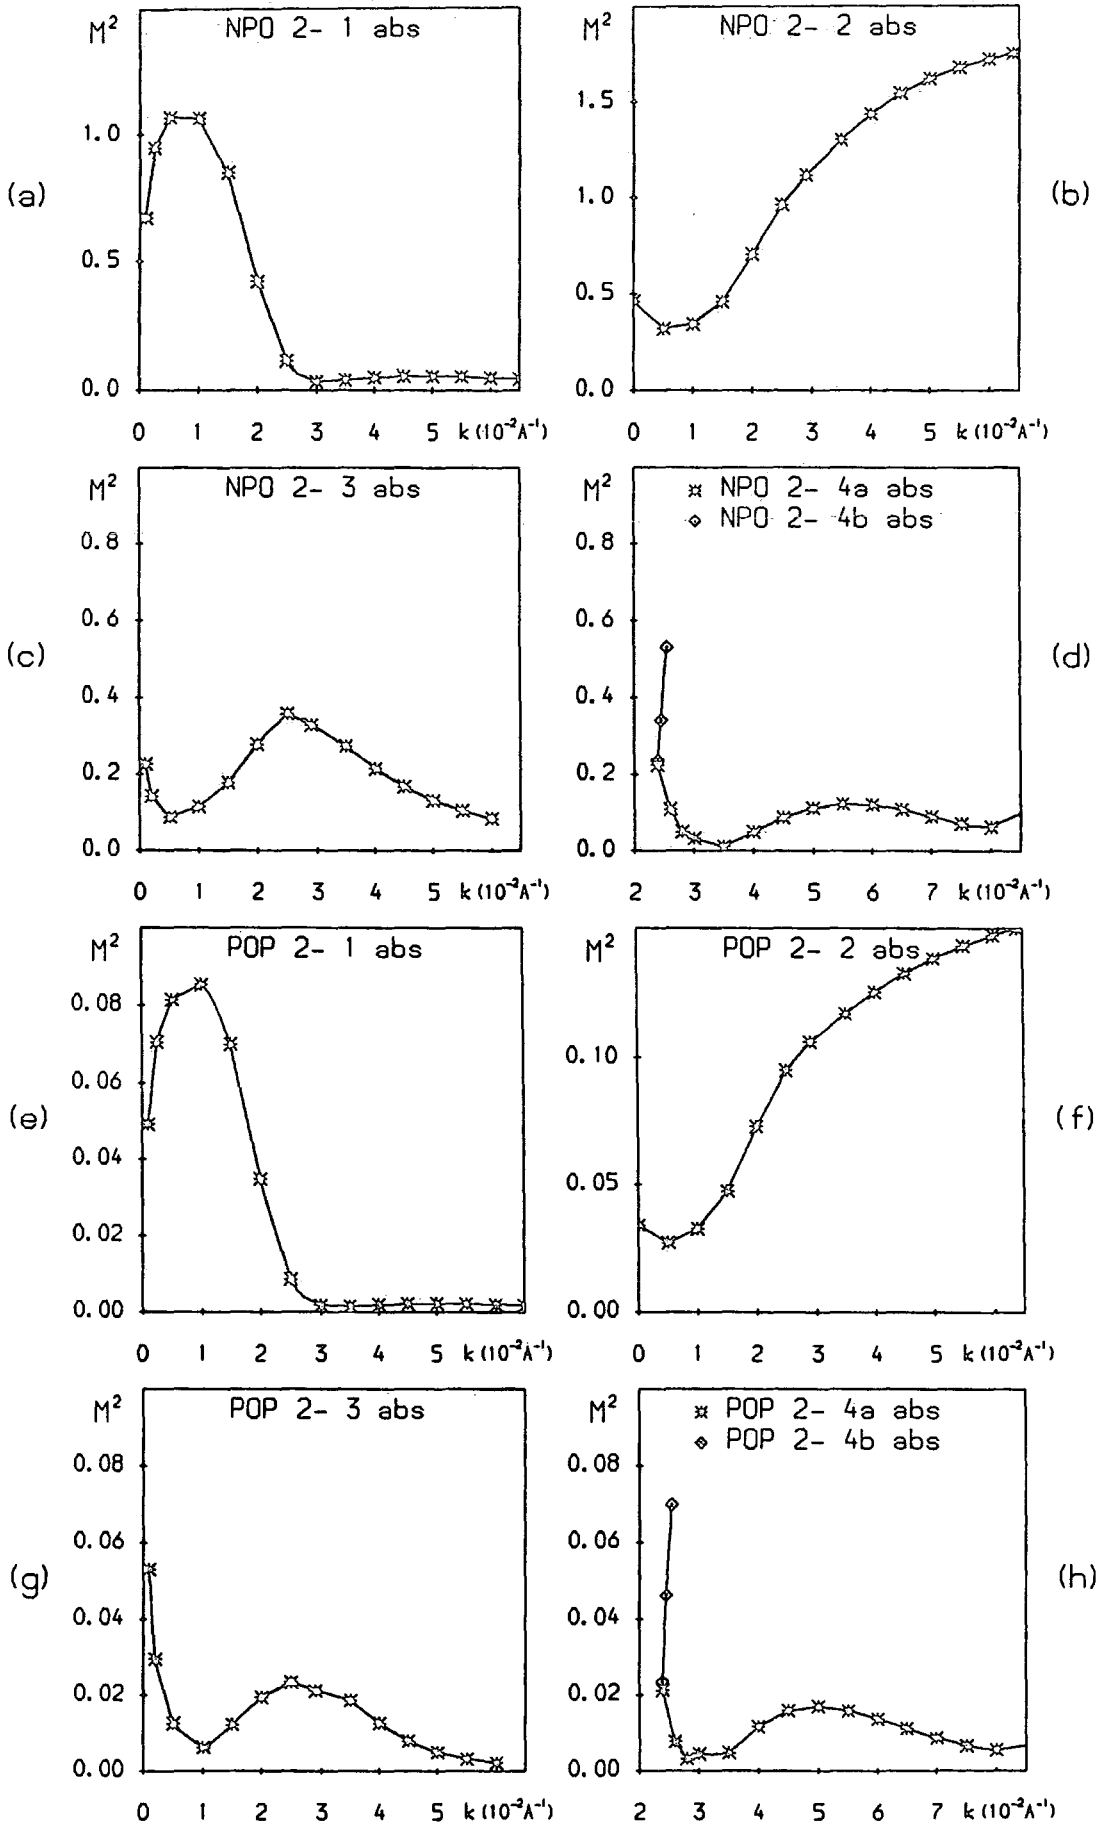 M² NPO 2- 1 abs
1.0
0.5
0.0
0 1 2 3 4 5 k (10⁻²Å⁻¹)
(a)
M² NPO 2- 2 abs
1.5
1.0
0.5
0.0
0 1 2 3 4 5 k (10⁻²Å⁻¹)
(b)
M² NPO 2- 3 abs
0.8
0.6
0.4
0.2
0.0
0 1 2 3 4 5 k (10⁻²Å⁻¹)
(c)
M² NPO 2- 4a abs
NPO 2- 4b abs
0.8
0.6
0.4
0.2
0.0
2 3 4 5 6 7 k (10⁻²Å⁻¹)
(d)
M² POP 2- 1 abs
0.08
0.06
0.04
0.02
0.00
0 1 2 3 4 5 k (10⁻²Å⁻¹)
(e)
M² POP 2- 2 abs
0.10
0.05
0.00
0 1 2 3 4 5 k (10⁻²Å⁻¹)
(f)
M² POP 2- 3 abs
0.08
0.06
0.04
0.02
0.00
0 1 2 3 4 5 k (10⁻²Å⁻¹)
(g)
M² POP 2- 4a abs
POP 2- 4b abs
0.08
0.06
0.04
0.02
0.00
2 3 4 5 6 7 k (10⁻²Å⁻¹)
(h)